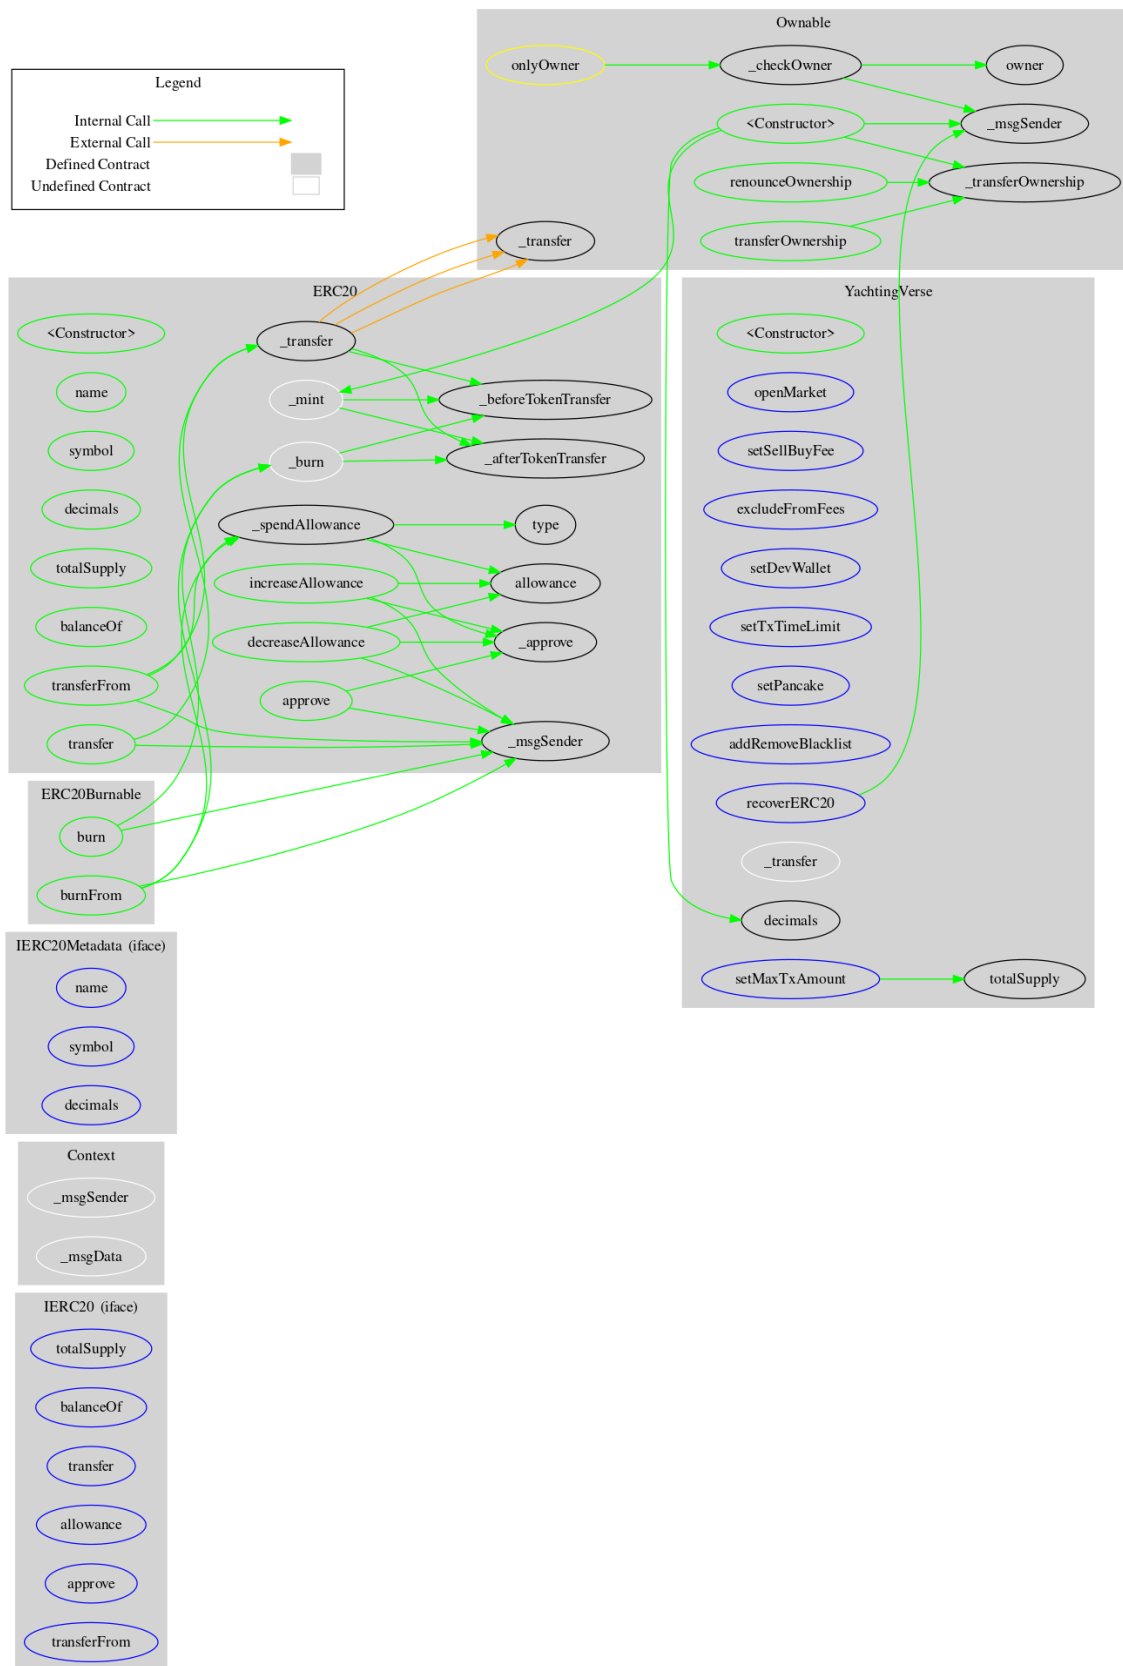 Legend
Internal Call
External Call
Defined Contract
Undefined Contract
Ownable
onlyOwner
_checkOwner
owner
<Constructor>
_msgSender
renounceOwnership
_transferOwnership
transferOwnership
_transfer
ERC20
<Constructor>
name
symbol
decimals
totalSupply
balanceOf
transferFrom
transfer
_transfer
_mint
_burn
_spendAllowance
increaseAllowance
decreaseAllowance
approve
_beforeTokenTransfer
_afterTokenTransfer
type
allowance
_approve
_msgSender
YachtingVerse
<Constructor>
openMarket
setSellBuyFee
excludeFromFees
setDevWallet
setTxTimeLimit
setPancake
addRemoveBlacklist
recoverERC20
_transfer
decimals
setMaxTxAmount
totalSupply
ERC20Burnable
burn
burnFrom
IERC20Metadata (iface)
name
symbol
decimals
Context
_msgSender
_msgData
IERC20 (iface)
totalSupply
balanceOf
transfer
allowance
approve
transferFrom